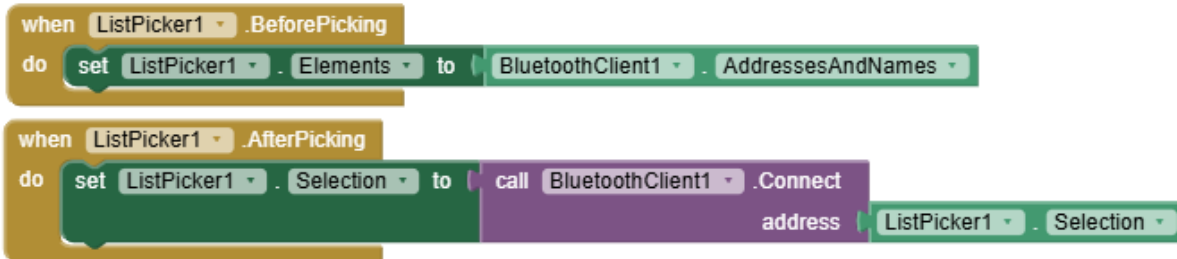 when ListPicker1 .BeforePicking
do set ListPicker1 . Elements to BluetoothClient1 . AddressesAndNames
when ListPicker1 .AfterPicking
do set ListPicker1 . Selection to call BluetoothClient1 .Connect
address ListPicker1 . Selection